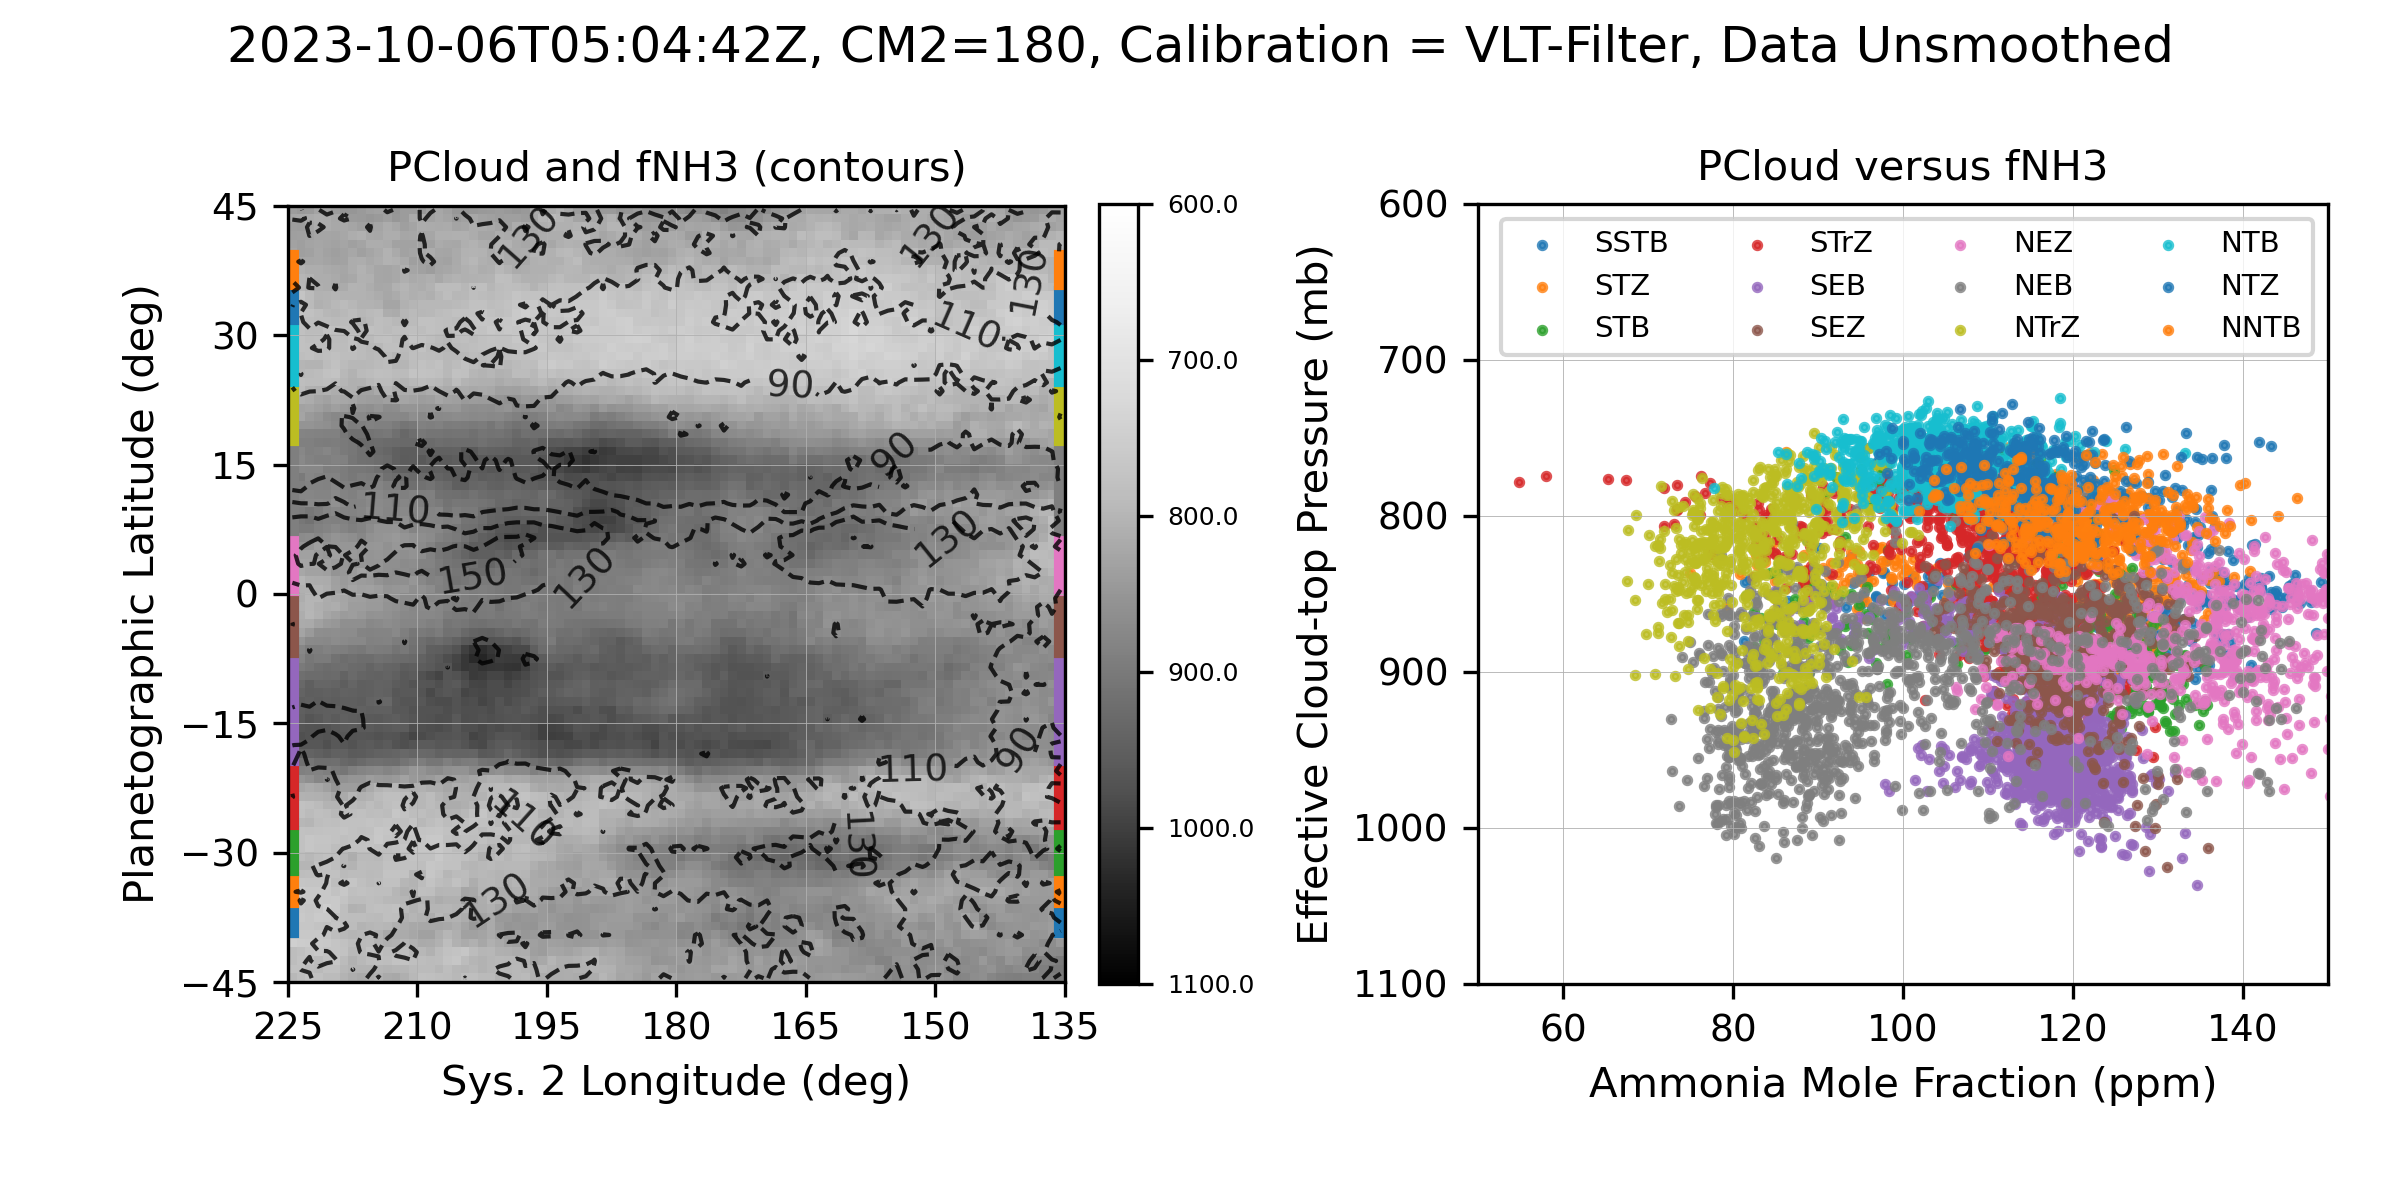 2023-10-06T05:04:42Z, CM2=180, Calibration = VLT-Filter, Data Unsmoothed
PCloud and fNH3 (contours)
Planetographic Latitude (deg)
45
30
15
0
−15
−30
−45
225
210
195
180
165
150
135
Sys. 2 Longitude (deg)
130
130
130
110
90
90
110
130
150
130
110
90
110
130
130
600.0
700.0
800.0
900.0
1000.0
1100.0
PCloud versus fNH3
Effective Cloud-top Pressure (mb)
600
700
800
900
1000
1100
SSTB
STZ
STB
STrZ
SEB
SEZ
NEZ
NEB
NTrZ
NTB
NTZ
NNTB
60
80
100
120
140
Ammonia Mole Fraction (ppm)